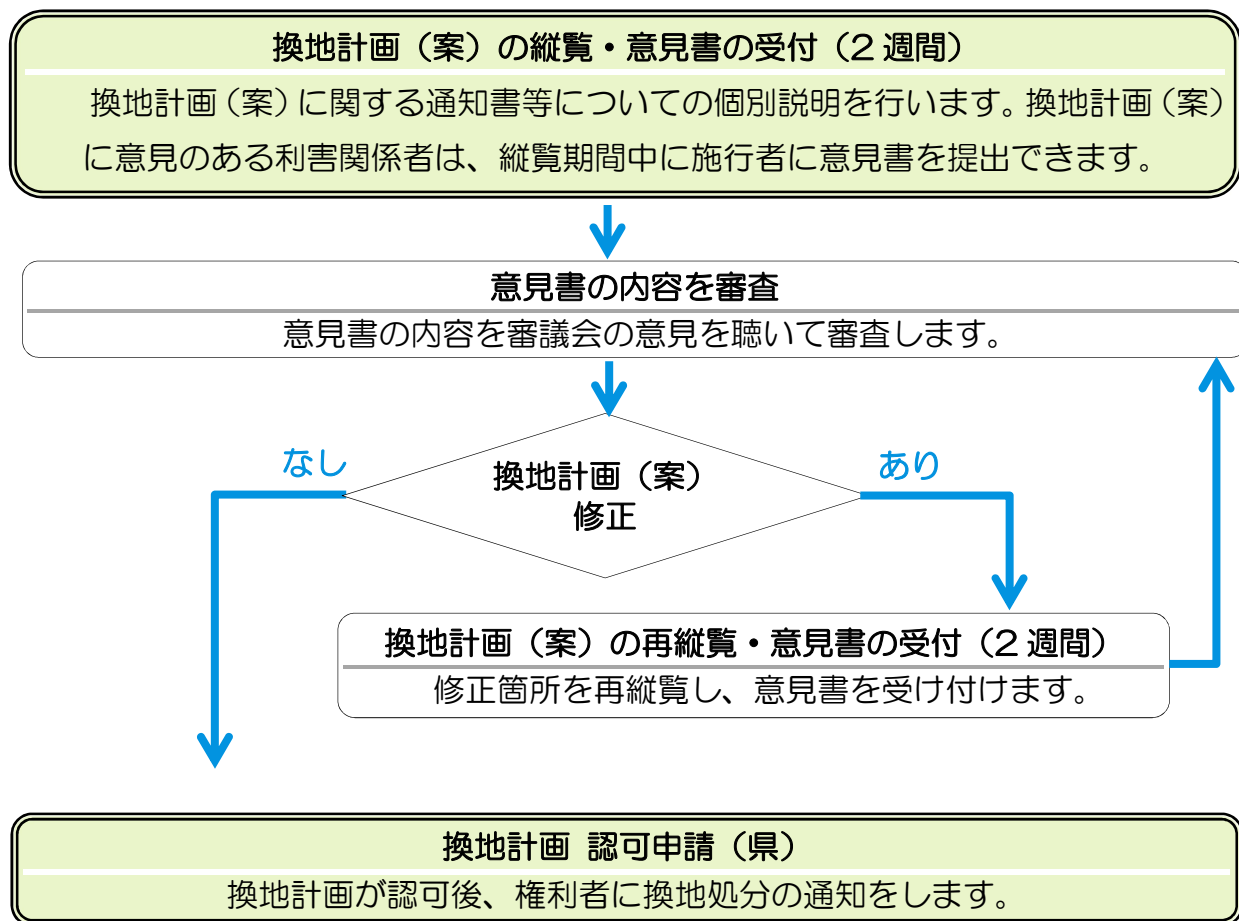 換地計画（案）の縦覧・意見書の受付（2週間）
換地計画（案）に関する通知書等についての個別説明を行います。換地計画（案）
に意見のある利害関係者は、縦覧期間中に施行者に意見書を提出できます。
意見書の内容を審査
意見書の内容を審議会の意見を聴いて審査します。
なし
換地計画（案）
修正
あり
換地計画（案）の再縦覧・意見書の受付（2週間）
修正箇所を再縦覧し、意見書を受け付けます。
換地計画 認可申請（県）
換地計画が認可後、権利者に換地処分の通知をします。